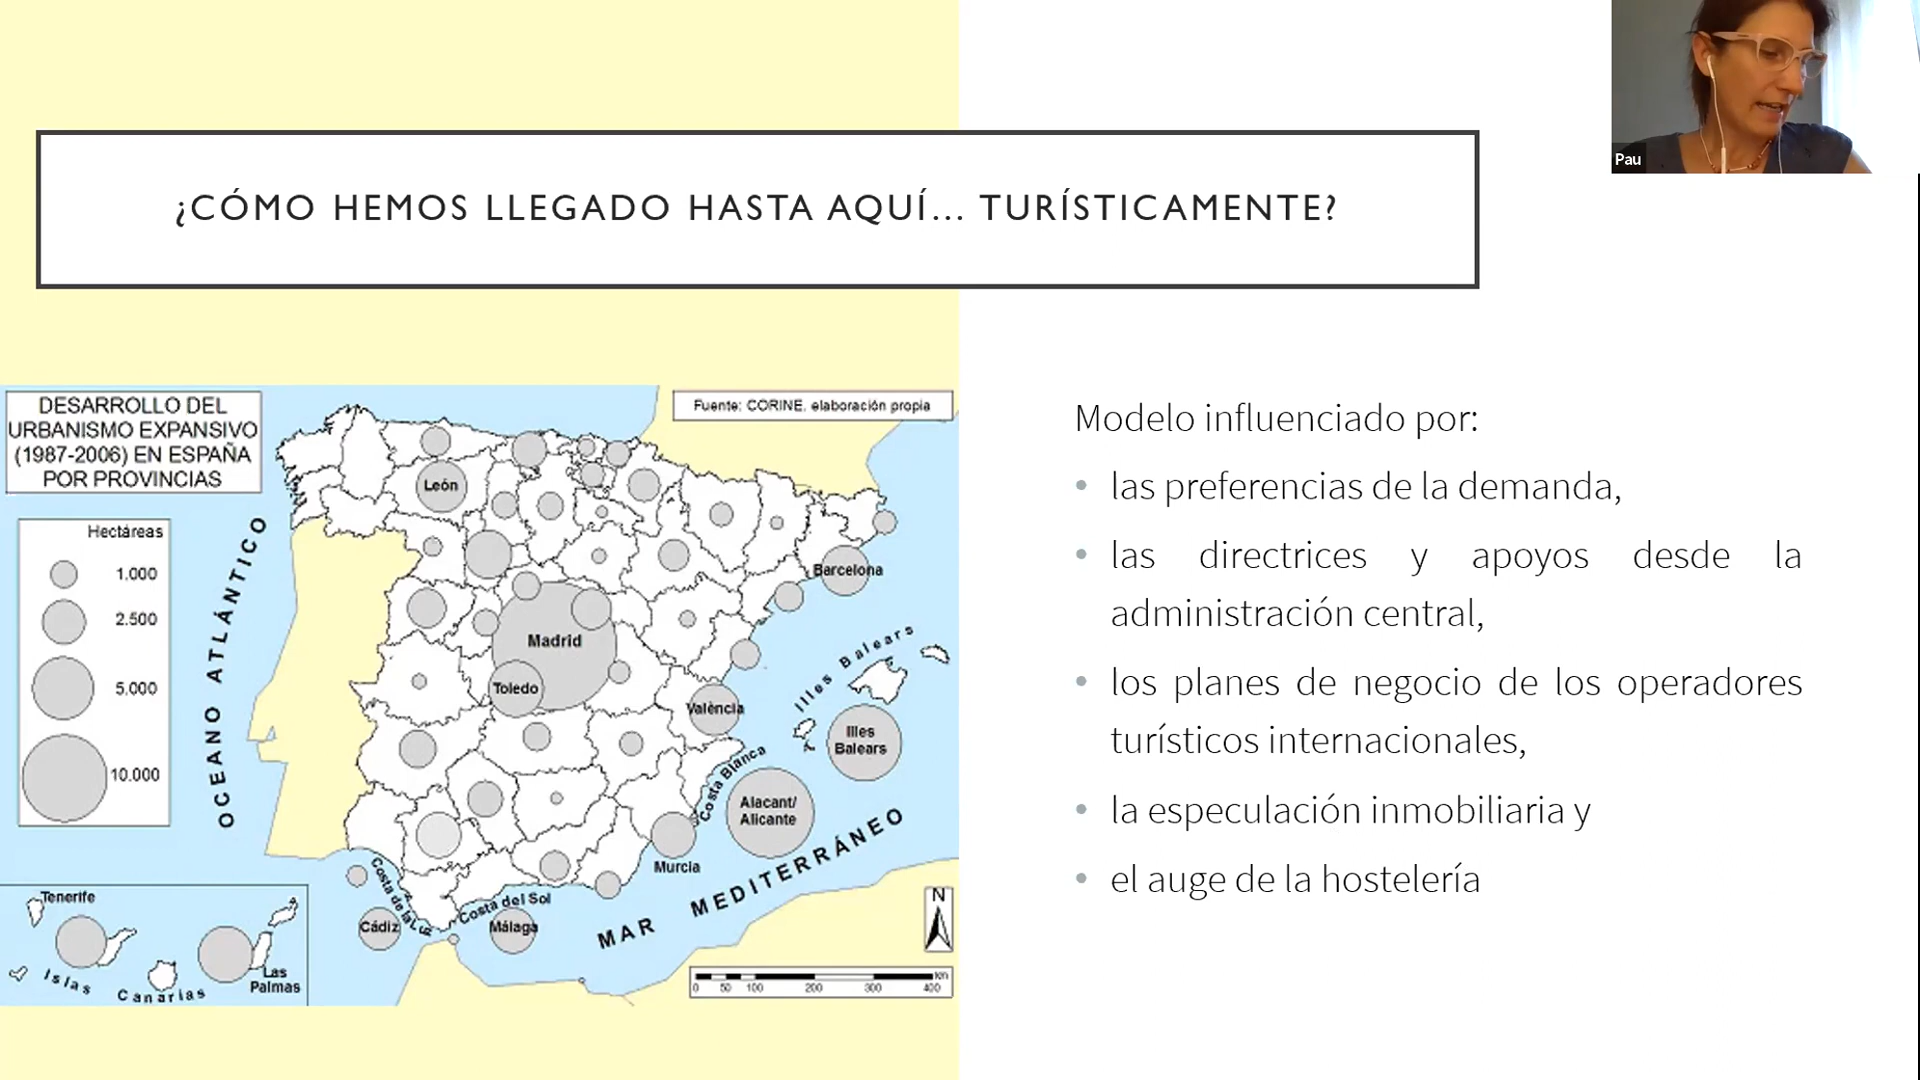 Pau
¿CÓMO HEMOS LLEGADO HASTA AQUÍ... TURÍSTICAMENTE?
DESARROLLO DEL
URBANISMO EXPANSIVO
(1987-2006) EN ESPAÑA
POR PROVINCIAS
Fuente: CORINE. elaboración propia
Hectáreas
1.000
2.500
5.000
10.000
OCEANO ATLÁNTICO
León
Barcelona
Madrid
Toledo
València
Illes Balears
Illes
Balears
Costa Blanca
Alacant/
Alicante
Murcia
MAR MEDITERRÁNEO
Costa de la
Costa del Sol
Cádiz
Málaga
Tenerife
Islas Canarias
Las
Palmas
N
km
0 50 100 200 300 400
Modelo influenciado por:
• las preferencias de la demanda,
• las directrices y apoyos desde la
administración central,
• los planes de negocio de los operadores
turísticos internacionales,
• la especulación inmobiliaria y
• el auge de la hostelería